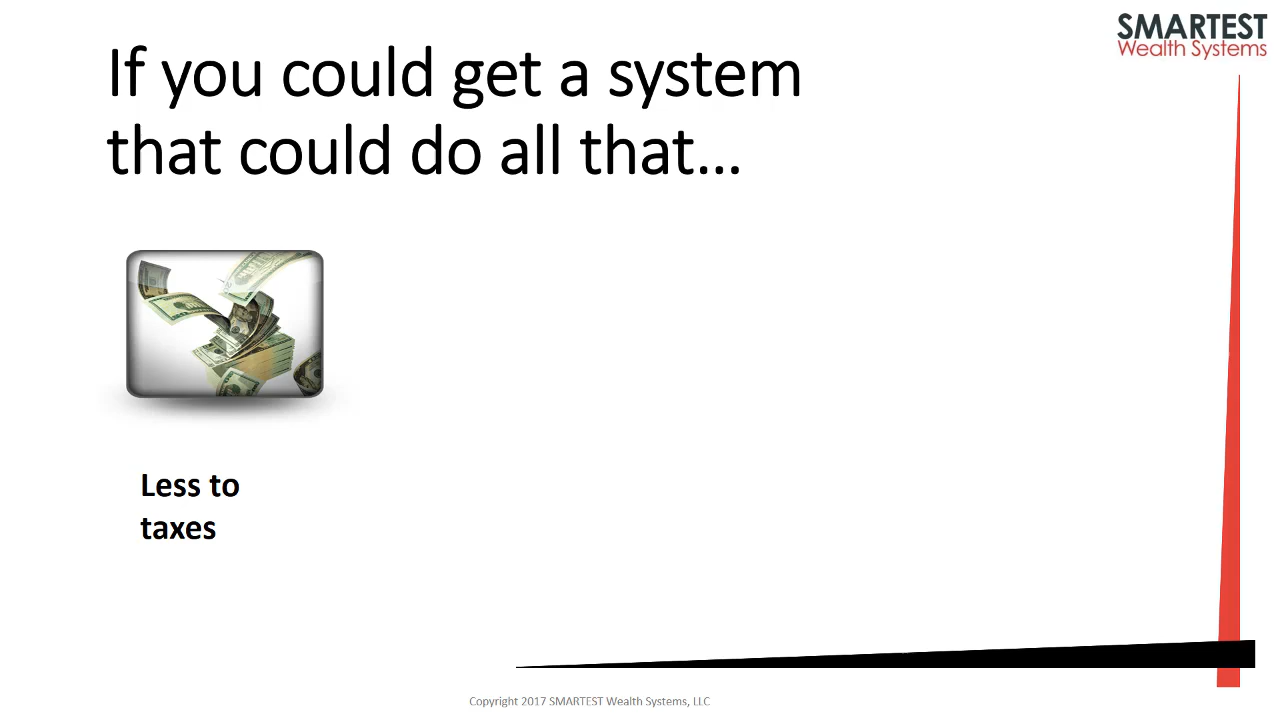 SMARTEST
Wealth Systems
If you could get a system
that could do all that...
Less to
taxes
Copyright 2017 SMARTEST Wealth Systems, LLC